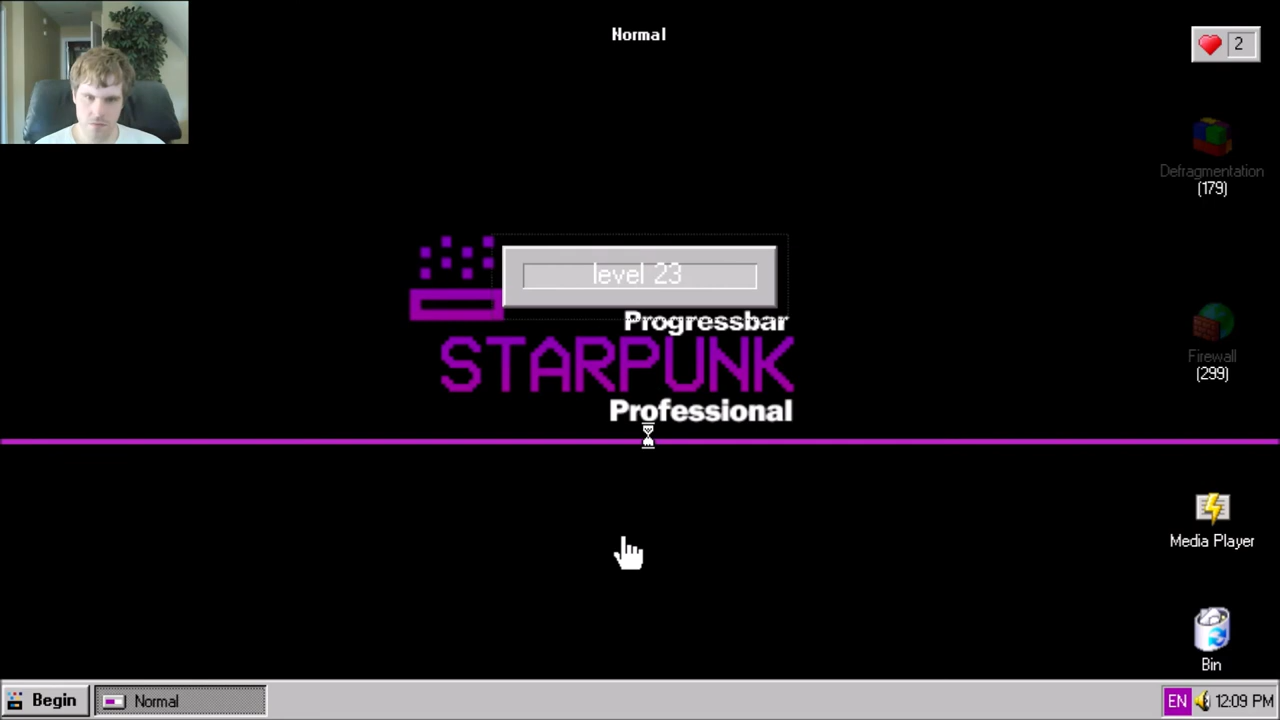 Normal
2
Defragmentation
(179)
level 23
Progressbar
STARPUNK
Professional
Firewall
(299)
Media Player
Bin
Begin
Normal
EN
12:09 PM